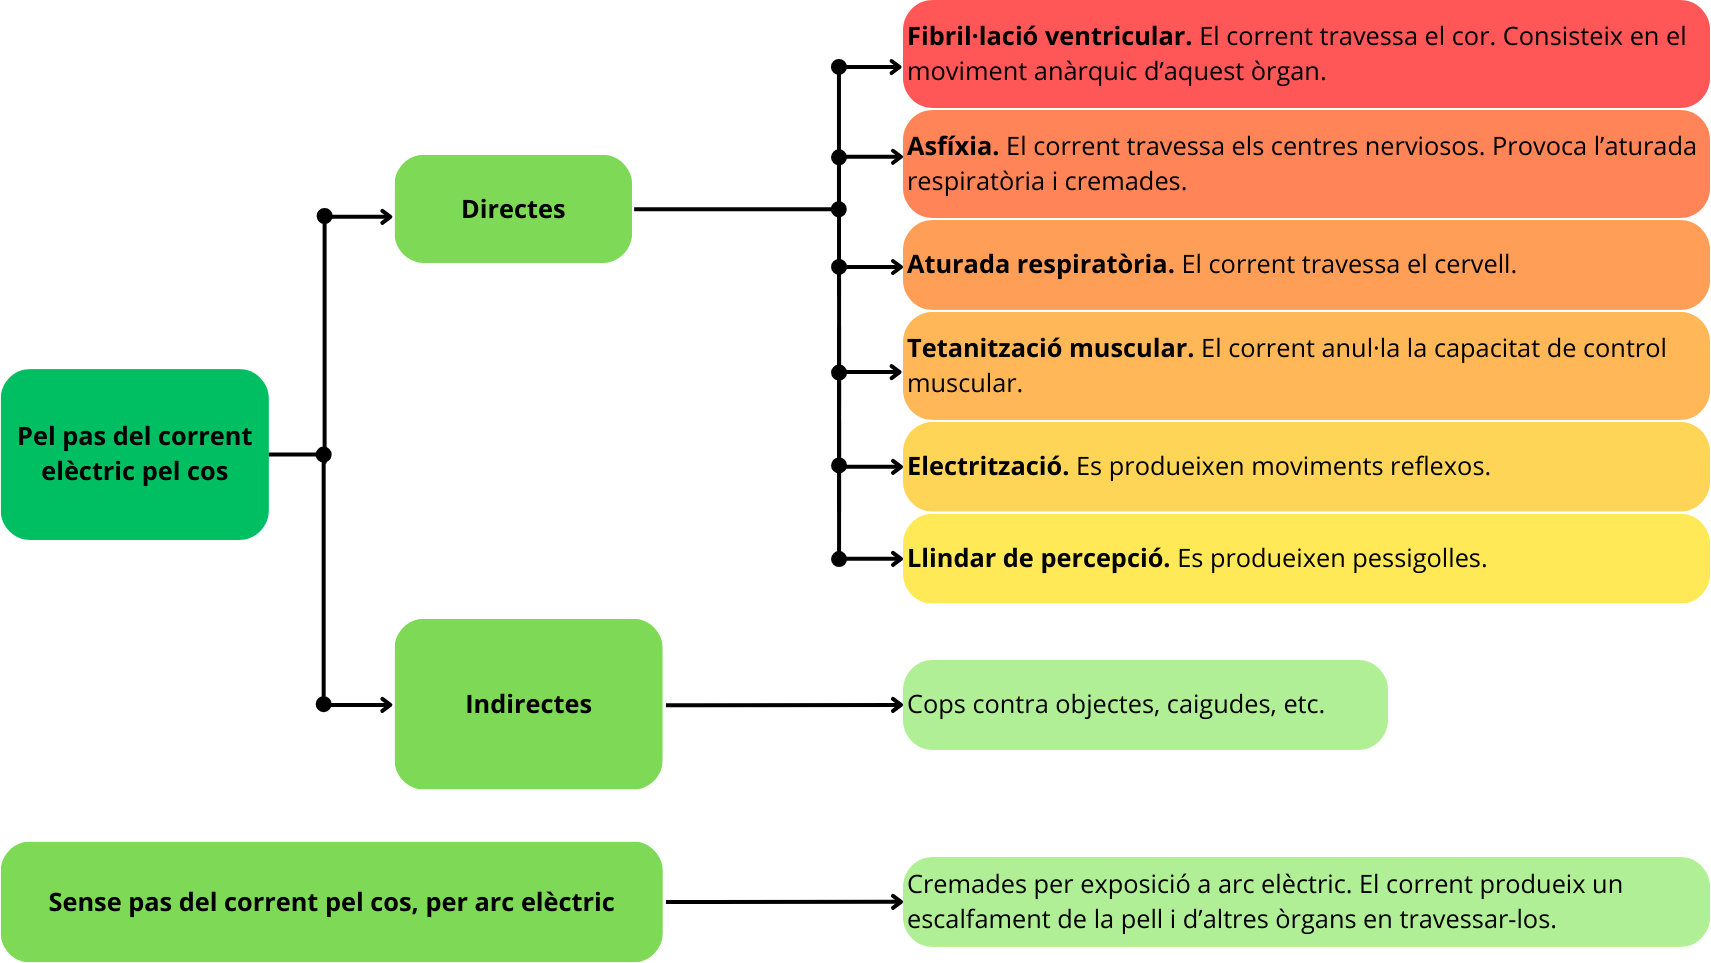 Pel pas del corrent
elèctric pel cos
Directes
Fibril·lació ventricular. El corrent travessa el cor. Consisteix en el
moviment anàrquic d’aquest òrgan.
Asfíxia. El corrent travessa els centres nerviosos. Provoca l’aturada
respiratòria i cremades.
Aturada respiratòria. El corrent travessa el cervell.
Tetanització muscular. El corrent anul·la la capacitat de control
muscular.
Electrització. Es produeixen moviments reflexos.
Llindar de percepció. Es produeixen pessigolles.
Indirectes
Cops contra objectes, caigudes, etc.
Sense pas del corrent pel cos, per arc elèctric
Cremades per exposició a arc elèctric. El corrent produeix un
escalfament de la pell i d’altres òrgans en travessar-los.